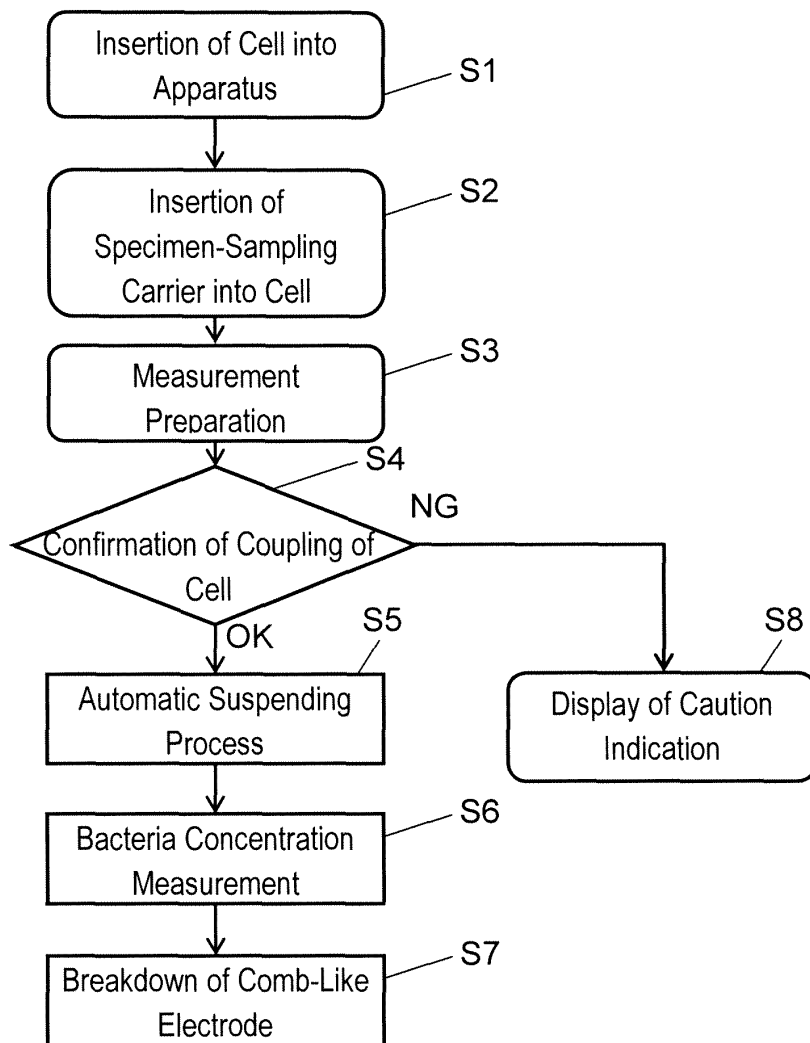 Insertion of Cell into
Apparatus
S1
Insertion of
Specimen-Sampling
Carrier into Cell
S2
Measurement
Preparation
S3
S4
Confirmation of Coupling of
Cell
NG
OK
S5
Automatic Suspending
Process
S8
Display of Caution
Indication
Bacteria Concentration
Measurement
S6
Breakdown of Comb-Like
Electrode
S7